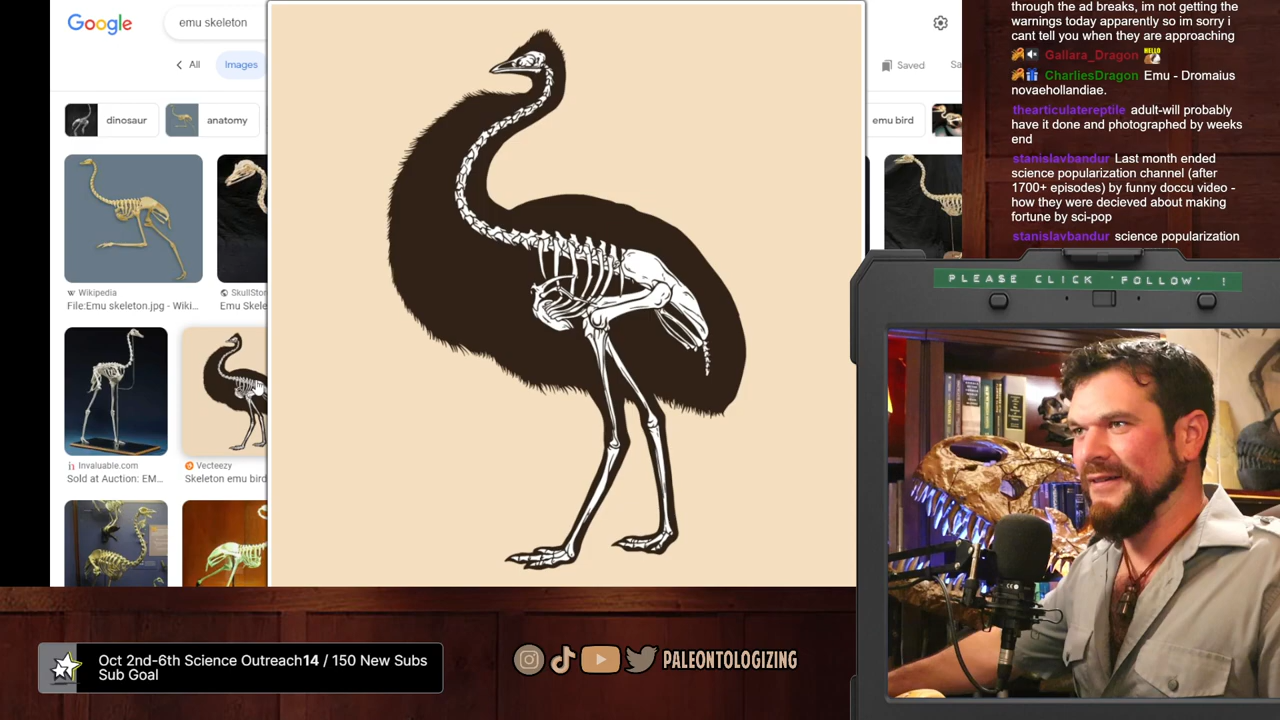 Google
emu skeleton
All
Images
Saved
Sa
dinosaur
anatomy
emu bird
Wikipedia
File:Emu skeleton.jpg - Wiki...
SkullStor
Emu Skele
Invaluable.com
Sold at Auction: EM...
Vecteezy
Skeleton emu bird
through the ad breaks, im not getting the
warnings today apparently so im sorry i
cant tell you when they are approaching
Gallara_Dragon HELLO
CharliesDragon Emu - Dromaius
novaehollandiae.
thearticulatereptile adult-will probably
have it done and photographed by weeks
end
stanislavbandur Last month ended
science popularization channel (after
1700+ episodes) by funny doccu video -
how they were decieved about making
fortune by sci-pop
stanislavbandur science popularization
PLEASE CLICK 'FOLLOW' !
Oct 2nd-6th Science Outreach14 / 150 New Subs
Sub Goal
PALEONTOLOGIZING